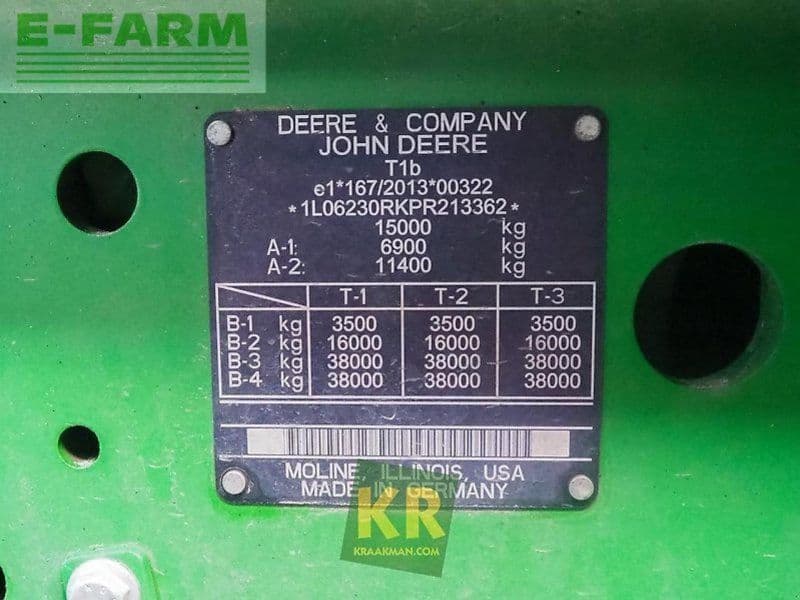 E-FARM
DEERE & COMPANY
JOHN DEERE
T1b
e1*167/2013*00322
*1L06230RKPR213362*
15000 kg
A-1: 6900 kg
A-2: 11400 kg
T-1 T-2 T-3
B-1 kg 3500 3500 3500
B-2 kg 16000 16000 16000
B-3 kg 38000 38000 38000
B-4 kg 38000 38000 38000
MOLINE, ILLINOIS, USA
MADE IN GERMANY
KR
KRAAKMAN.COM